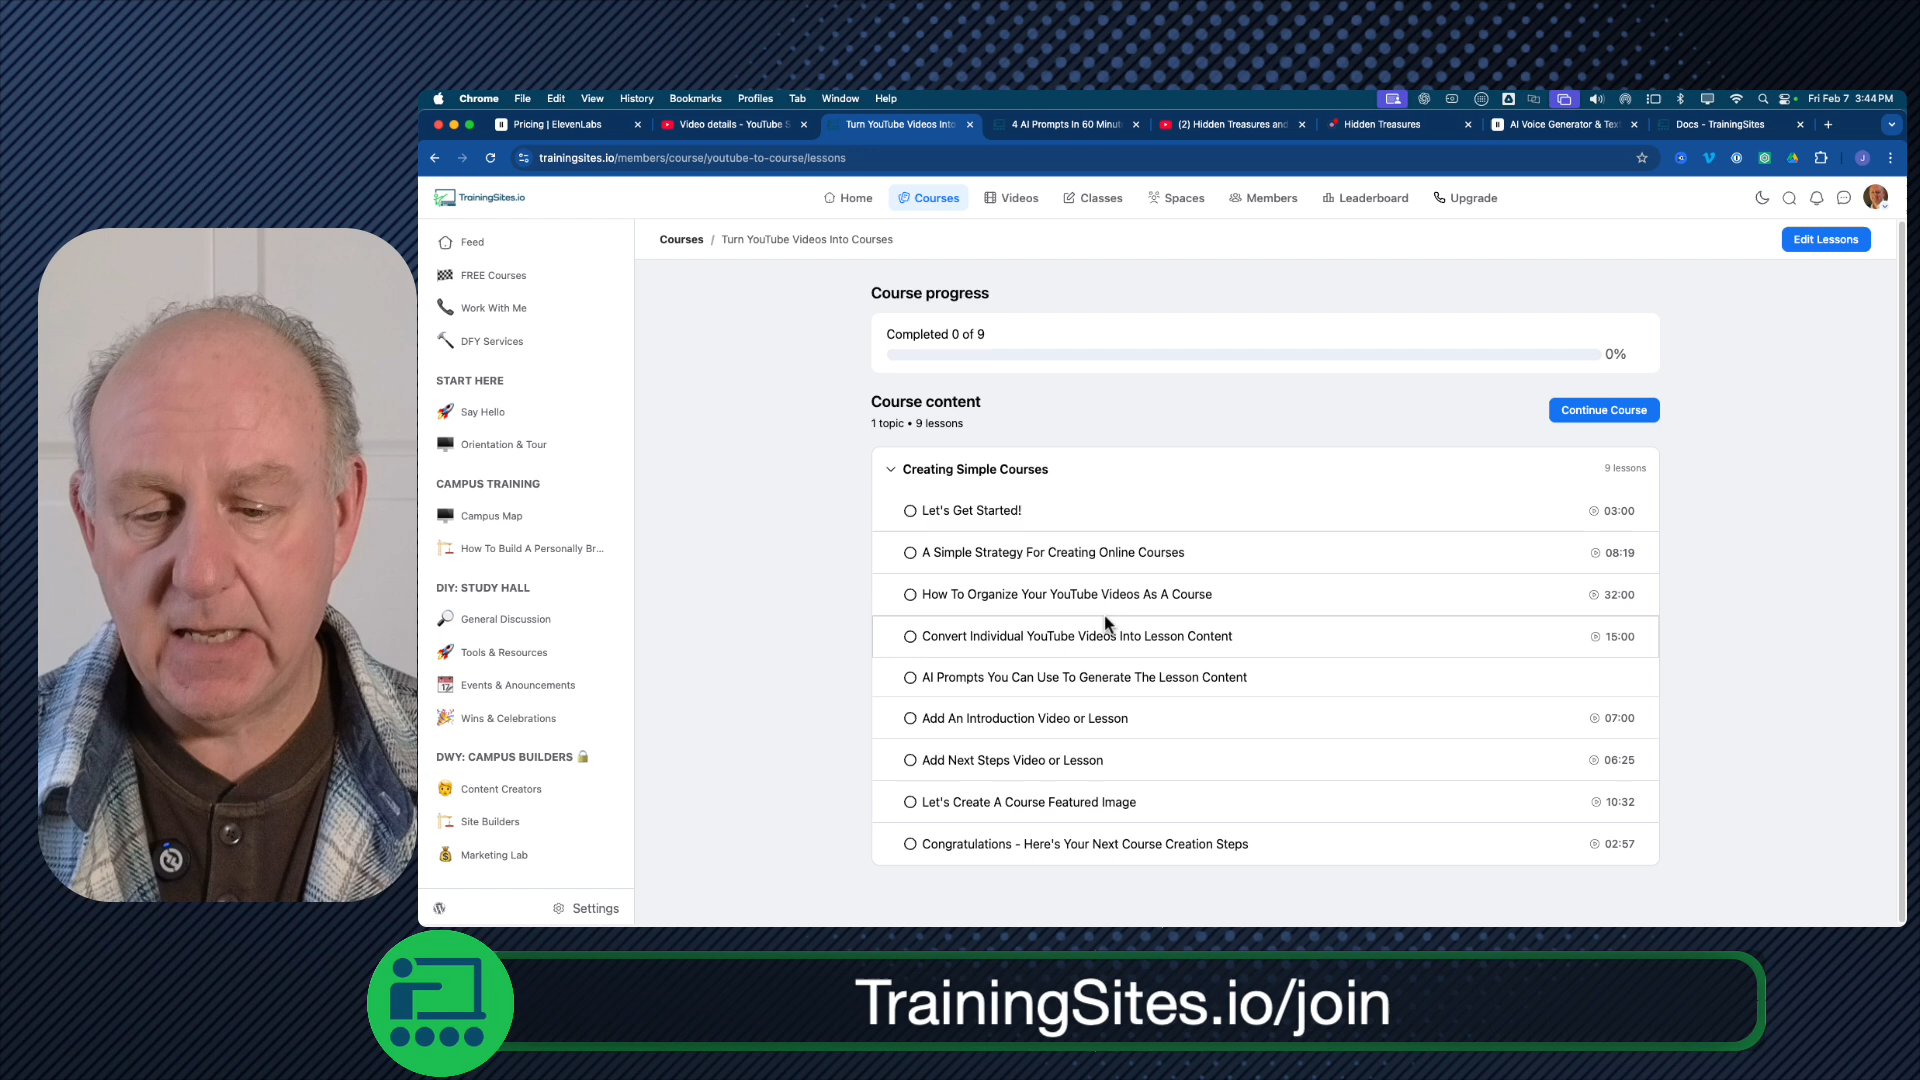 Chrome File Edit View History Bookmarks Profiles Tab Window Help Fri Feb 7 3:44 PM
Pricing | ElevenLabs Video details - YouTube S Turn YouTube Videos Into 4 AI Prompts In 60 Minut (2) Hidden Treasures and Hidden Treasures AI Voice Generator & Tex Docs - TrainingSites
trainingsites.io/members/course/youtube-to-course/lessons
TrainingSites.io Home Courses Videos Classes Spaces Members Leaderboard Upgrade
Feed
FREE Courses
Work With Me
DFY Services
START HERE
Say Hello
Orientation & Tour
CAMPUS TRAINING
Campus Map
How To Build A Personally Br...
DIY: STUDY HALL
General Discussion
Tools & Resources
Events & Anouncements
Wins & Celebrations
DWY: CAMPUS BUILDERS
Content Creators
Site Builders
Marketing Lab
Settings
Courses / Turn YouTube Videos Into Courses
Edit Lessons
Course progress
Completed 0 of 9
0%
Course content
1 topic • 9 lessons
Continue Course
Creating Simple Courses 9 lessons
Let's Get Started! 03:00
A Simple Strategy For Creating Online Courses 08:19
How To Organize Your YouTube Videos As A Course 32:00
Convert Individual YouTube Videos Into Lesson Content 15:00
AI Prompts You Can Use To Generate The Lesson Content
Add An Introduction Video or Lesson 07:00
Add Next Steps Video or Lesson 06:25
Let's Create A Course Featured Image 10:32
Congratulations - Here's Your Next Course Creation Steps 02:57
TrainingSites.io/join